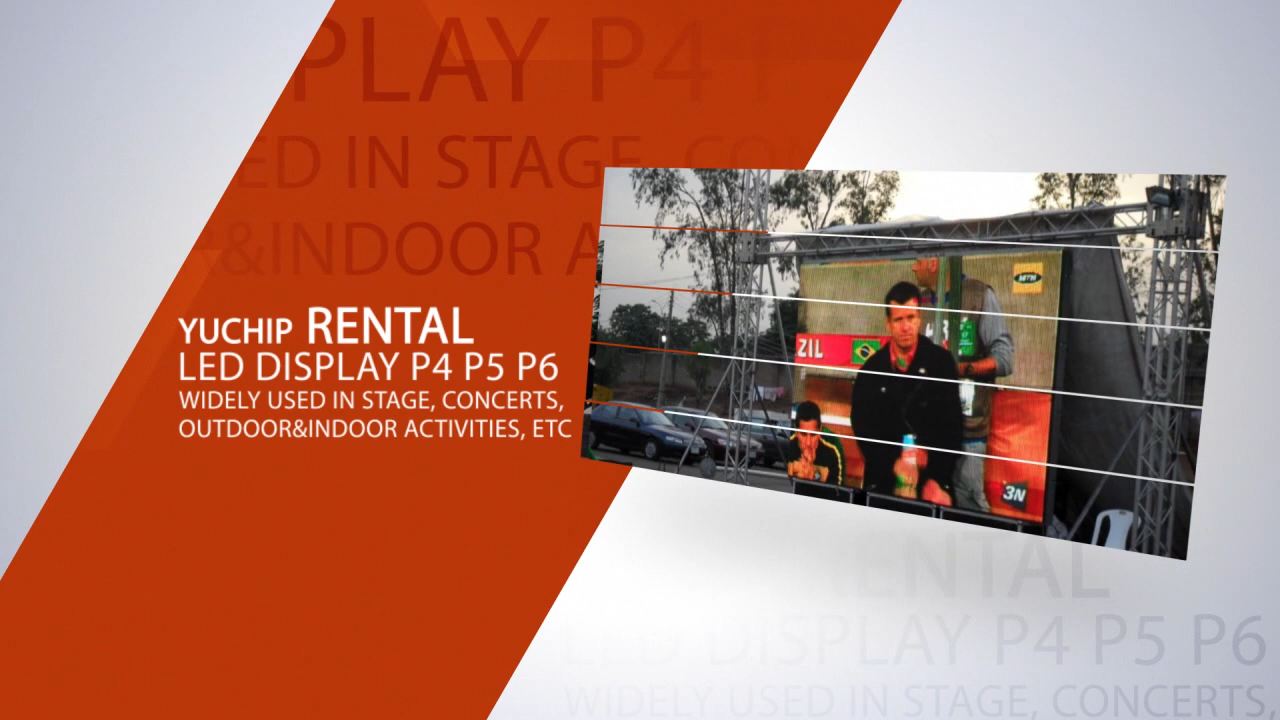 PLAY P4
ED IN STAGE, CO
&INDOOR A
YUCHIP RENTAL
LED DISPLAY P4 P5 P6
WIDELY USED IN STAGE, CONCERTS,
OUTDOOR&INDOOR ACTIVITIES, ETC
MTN
ZIL
3N
RENTAL
LED DISPLAY P4 P5 P6
WIDELY USED IN STAGE, CONCERTS,